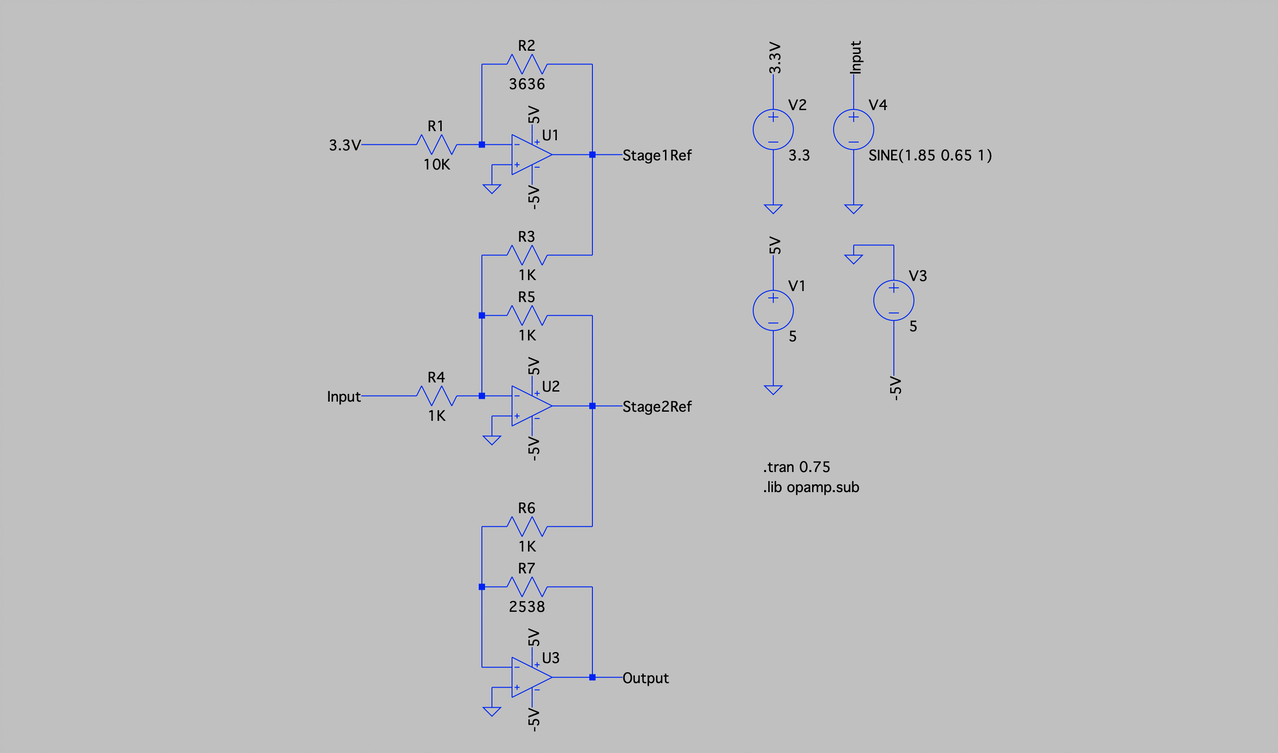 R2
3636
5V
U1
R1
10K
3.3V
-5V
Stage1Ref
R3
1K
R5
1K
5V
U2
R4
1K
Input
-5V
Stage2Ref
R6
1K
R7
2538
5V
U3
-5V
Output
3.3V
V2
3.3
Input
V4
SINE(1.85 0.65 1)
5V
V1
5
V3
5
-5V
.tran 0.75
.lib opamp.sub